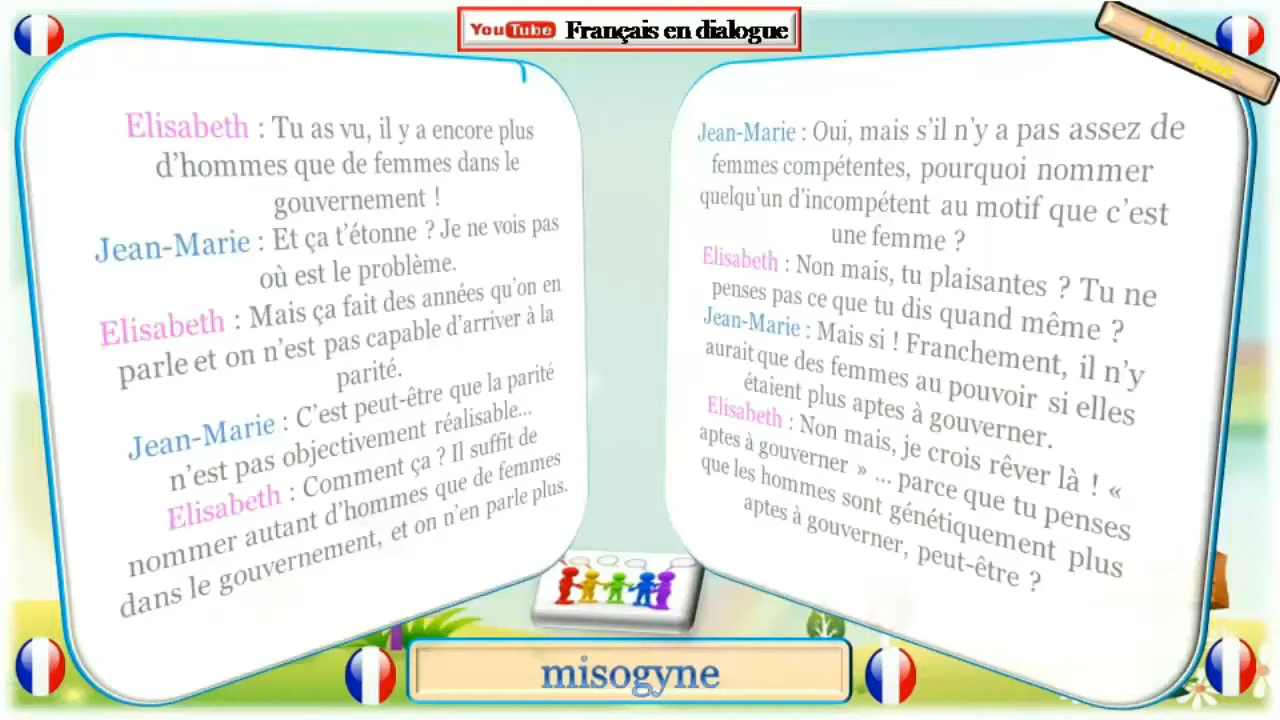 YouTube Français en dialogue
Dialogue
Elisabeth : Tu as vu, il y a encore plus
d'hommes que de femmes dans le
gouvernement !
Jean-Marie : Et ça t'étonne ? Je ne vois pas
où est le problème.
Elisabeth : Mais ça fait des années qu'on en
parle et on n'est pas capable d'arriver à la
parité.
Jean-Marie : C'est peut-être que la parité
n'est pas objectivement réalisable...
Elisabeth : Comment ça ? Il suffit de
nommer autant d'hommes que de femmes
dans le gouvernement, et on n'en parle plus.
Jean-Marie : Oui, mais s'il n'y a pas assez de
femmes compétentes, pourquoi nommer
quelqu'un d'incompétent au motif que c'est
une femme ?
Elisabeth : Non mais, tu plaisantes ? Tu ne
penses pas ce que tu dis quand même ?
Jean-Marie : Mais si ! Franchement, il n'y
aurait que des femmes au pouvoir si elles
étaient plus aptes à gouverner.
Elisabeth : Non mais, je crois rêver là ! «
aptes à gouverner » ... parce que tu penses
que les hommes sont génétiquement plus
aptes à gouverner, peut-être ?
misogyne